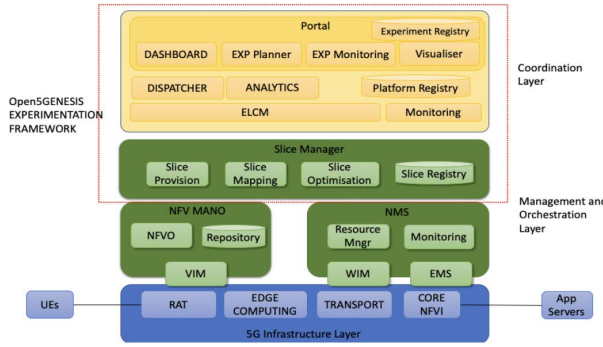 Portal
Experiment Registry
DASHBOARD
EXP Planner
EXP Monitoring
Visualiser
DISPATCHER
ANALYTICS
Platform Registry
ELCM
Monitoring
Coordination
Layer
Open5GENESIS
EXPERIMENTATION
FRAMEWORK
Slice Manager
Slice
Provision
Slice
Mapping
Slice
Optimisation
Slice Registry
NFV MANO
NFVO
Repository
VIM
NMS
Resource
Mngr
Monitoring
WIM
EMS
Management and
Orchestration
Layer
UEs
RAT
EDGE
COMPUTING
TRANSPORT
CORE
NFVI
App
Servers
5G Infrastructure Layer